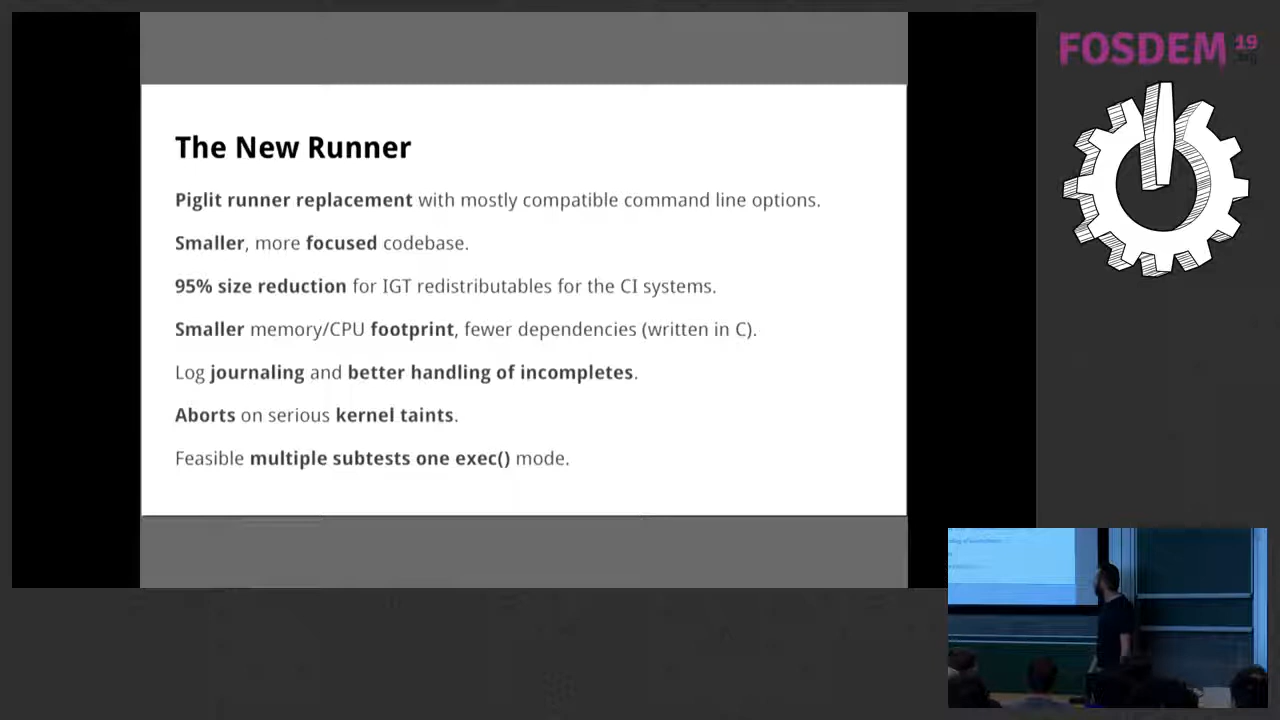 The New Runner
Piglit runner replacement with mostly compatible command line options.
Smaller, more focused codebase.
95% size reduction for IGT redistributables for the CI systems.
Smaller memory/CPU footprint, fewer dependencies (written in C).
Log journaling and better handling of incompletes.
Aborts on serious kernel taints.
Feasible multiple subtests one exec() mode.
FOSDEM 19
.org